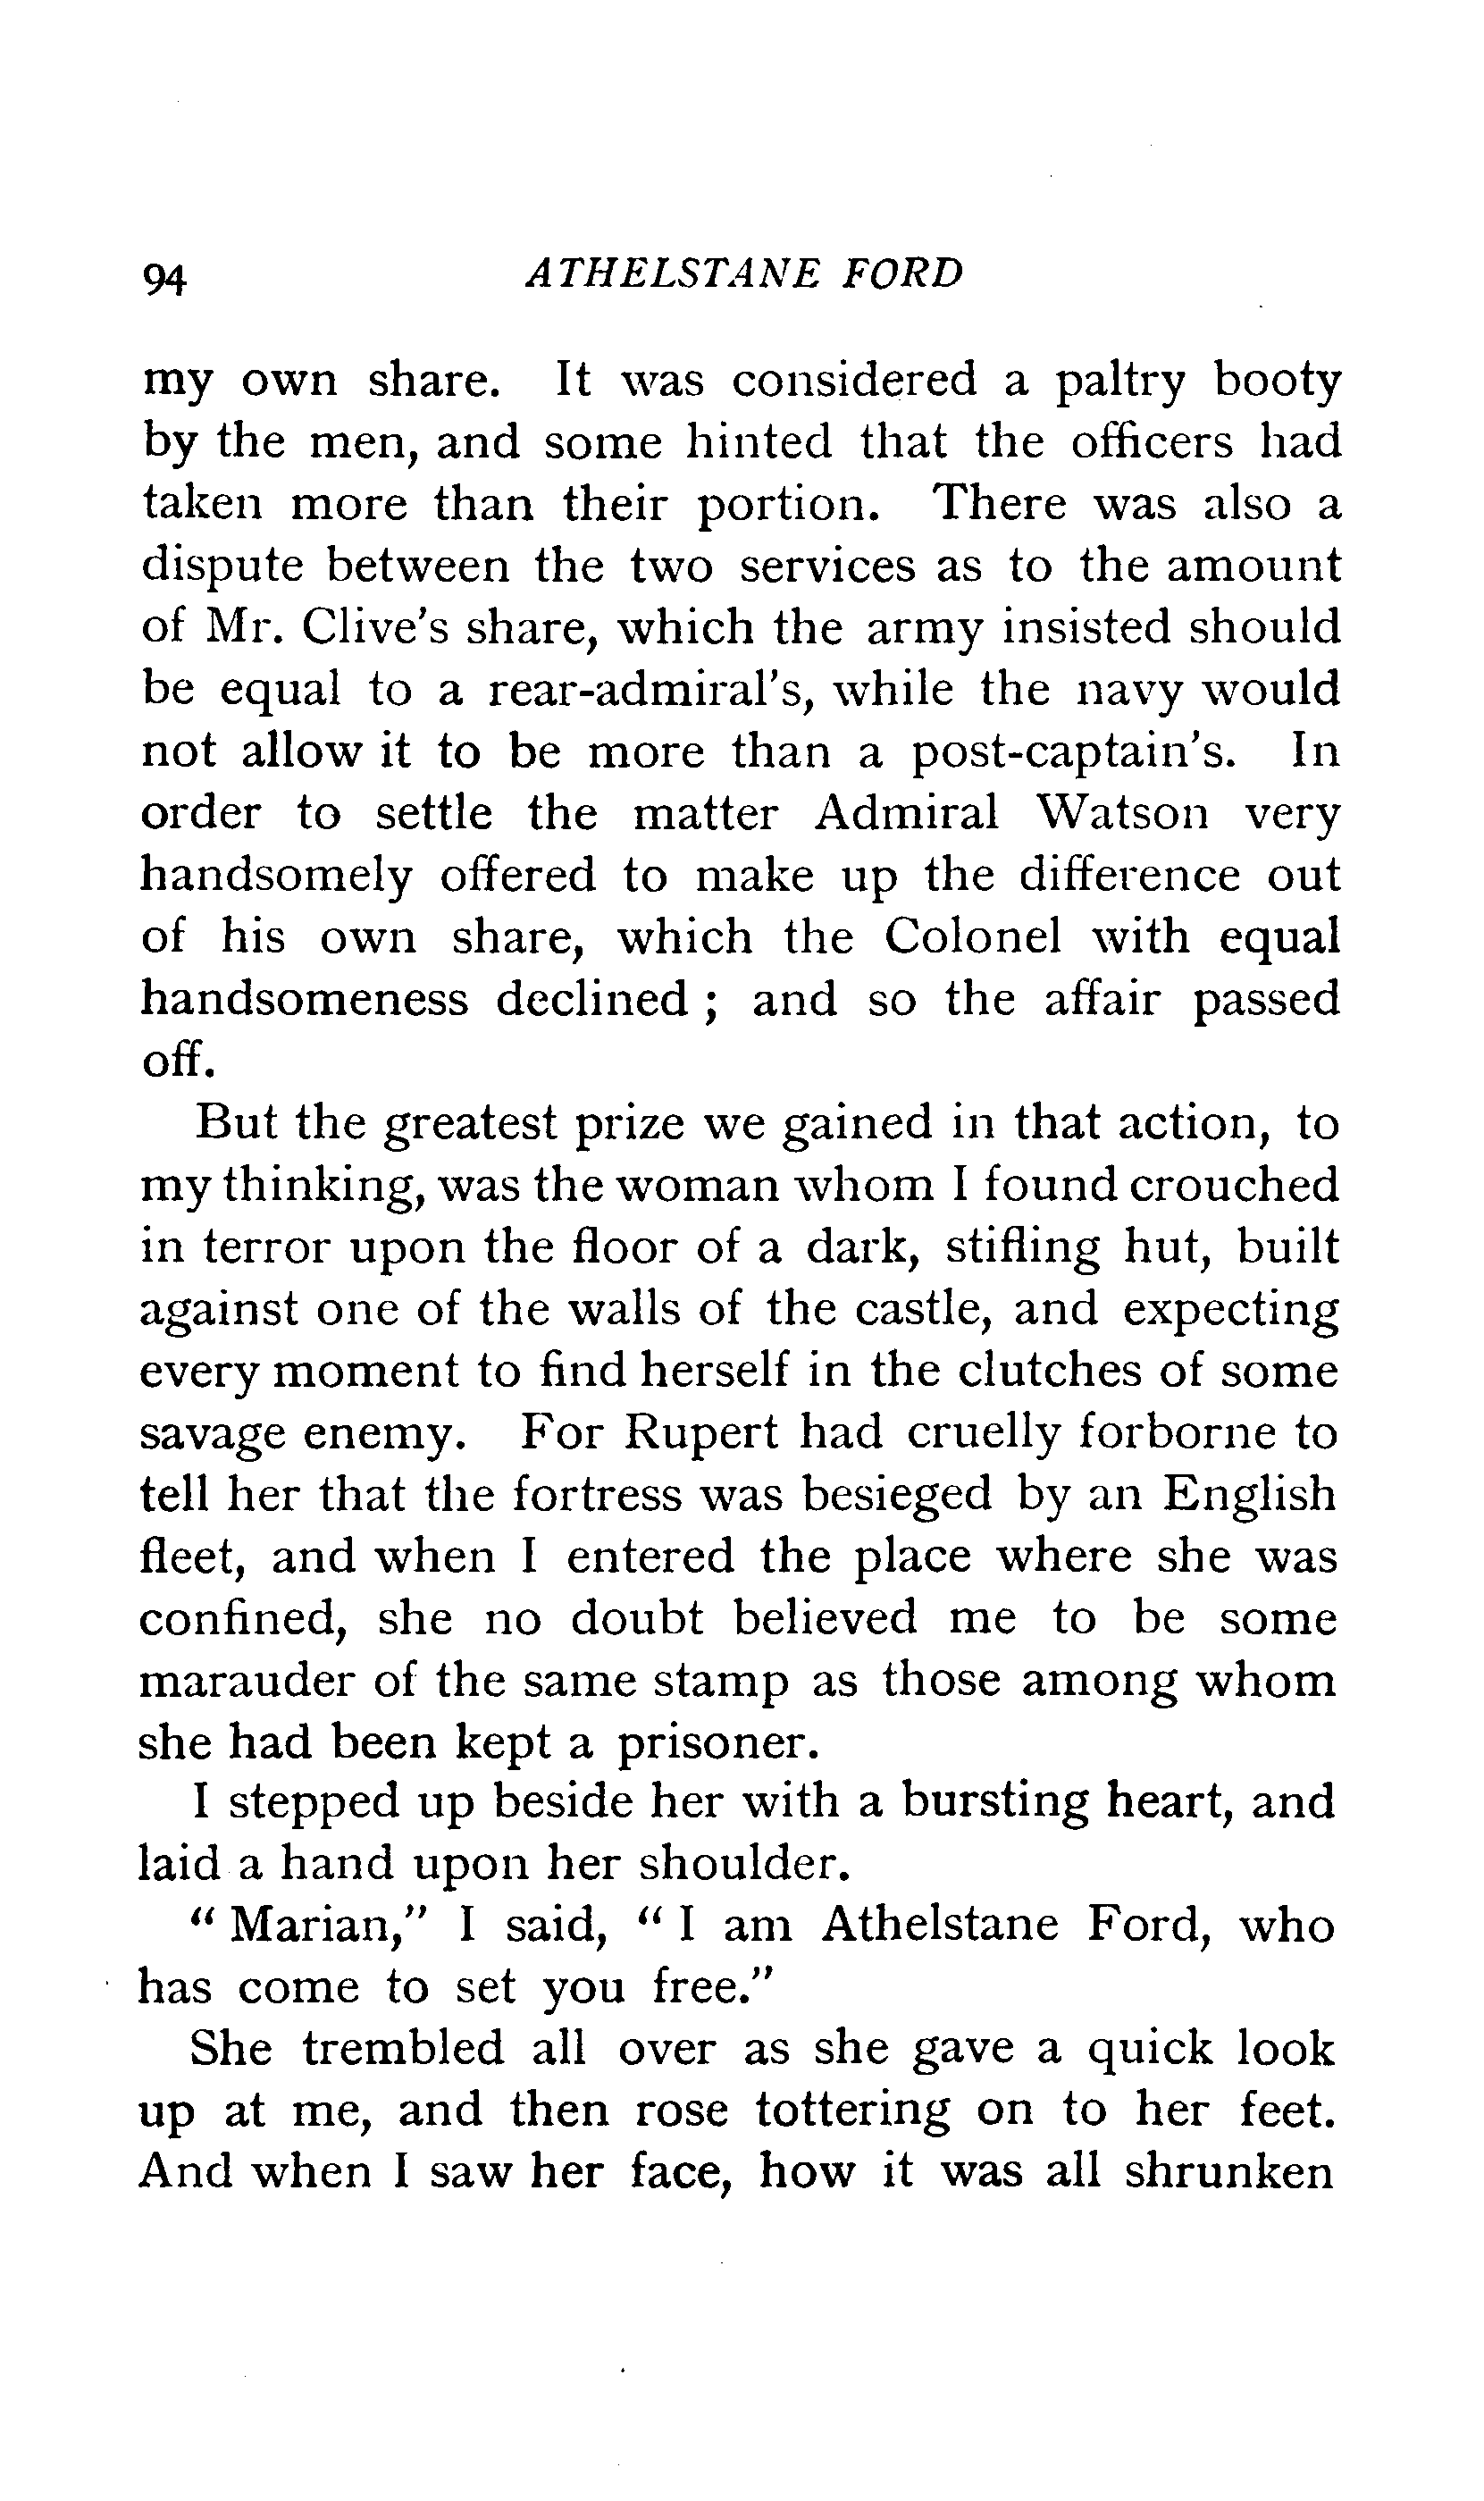 94 ATHELSTANE FORD
my own share. It was considered a paltry booty
by the men, and some hinted that the officers had
taken more than their portion. There was also a
dispute between the two services as to the amount
of Mr. Clive's share, which the army insisted should
be equal to a rear-admiral's, while the navy would
not allow it to be more than a post-captain's. In
order to settle the matter Admiral Watson very
handsomely offered to make up the difference out
of his own share, which the Colonel with equal
handsomeness declined ; and so the affair passed
off.
But the greatest prize we gained in that action, to
my thinking, was the woman whom I found crouched
in terror upon the floor of a dark, stifling hut, built
against one of the walls of the castle, and expecting
every moment to find herself in the clutches of some
savage enemy. For Rupert had cruelly forborne to
tell her that the fortress was besieged by an English
fleet, and when I entered the place where she was
confined, she no doubt believed me to be some
marauder of the same stamp as those among whom
she had been kept a prisoner.
I stepped up beside her with a bursting heart, and
laid a hand upon her shoulder.
" Marian," I said, " I am Athelstane Ford, who
has come to set you free."
She trembled all over as she gave a quick look
up at me, and then rose tottering on to her feet.
And when I saw her face, how it was all shrunken